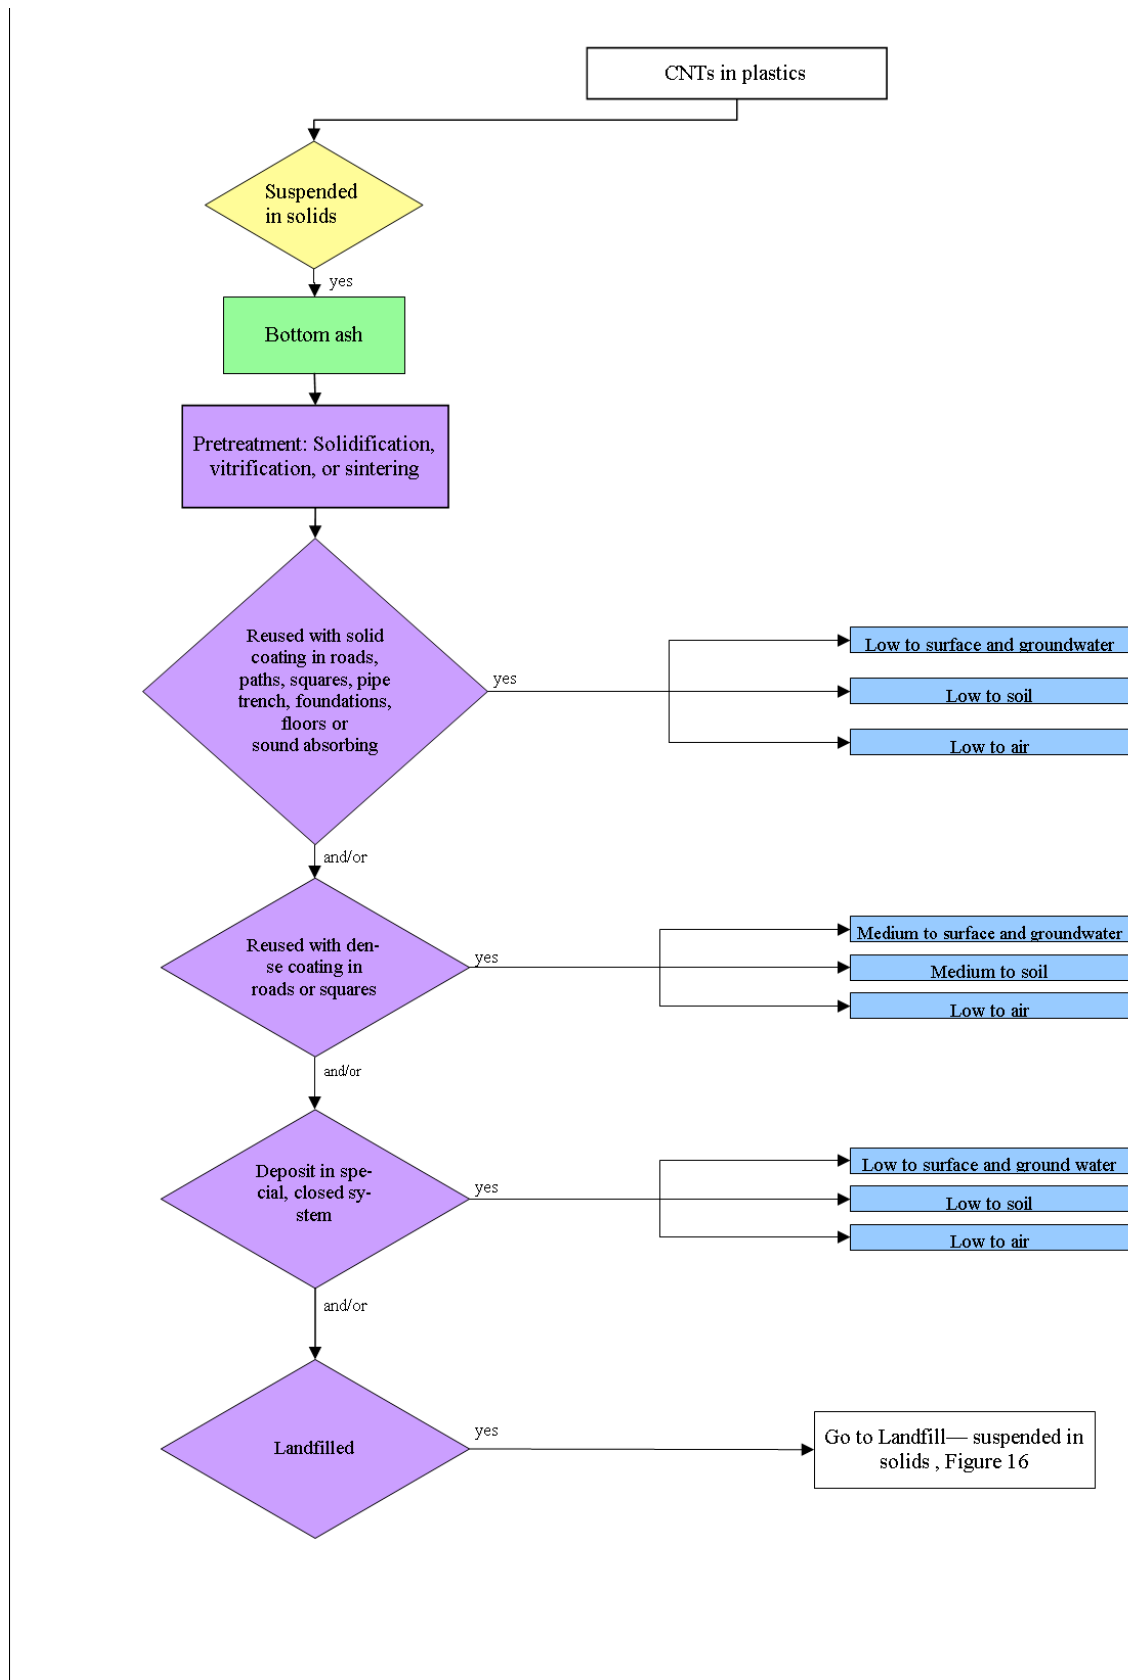 CNTs in plastics
Suspended
in solids
yes
Bottom ash
Pretreatment: Solidification,
vitrification, or sintering
Reused with solid
coating in roads,
paths, squares, pipe
trench, foundations,
floors or
sound absorbing
yes
Low to surface and groundwater
Low to soil
Low to air
and/or
Reused with den-
se coating in
roads or squares
yes
Medium to surface and groundwater
Medium to soil
Low to air
and/or
Deposit in spe-
cial, closed sy-
stem
yes
Low to surface and ground water
Low to soil
Low to air
and/or
Landfilled
yes
Go to Landfill— suspended in
solids , Figure 16